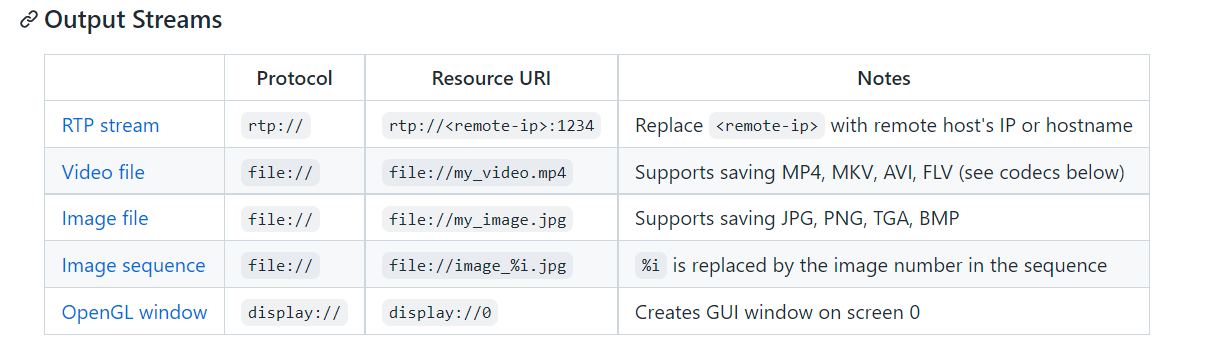 Output Streams
Protocol Resource URI Notes
RTP stream rtp:// rtp://<remote-ip>:1234 Replace <remote-ip> with remote host's IP or hostname
Video file file:// file://my_video.mp4 Supports saving MP4, MKV, AVI, FLV (see codecs below)
Image file file:// file://my_image.jpg Supports saving JPG, PNG, TGA, BMP
Image sequence file:// file://image_%i.jpg %i is replaced by the image number in the sequence
OpenGL window display:// display://0 Creates GUI window on screen 0